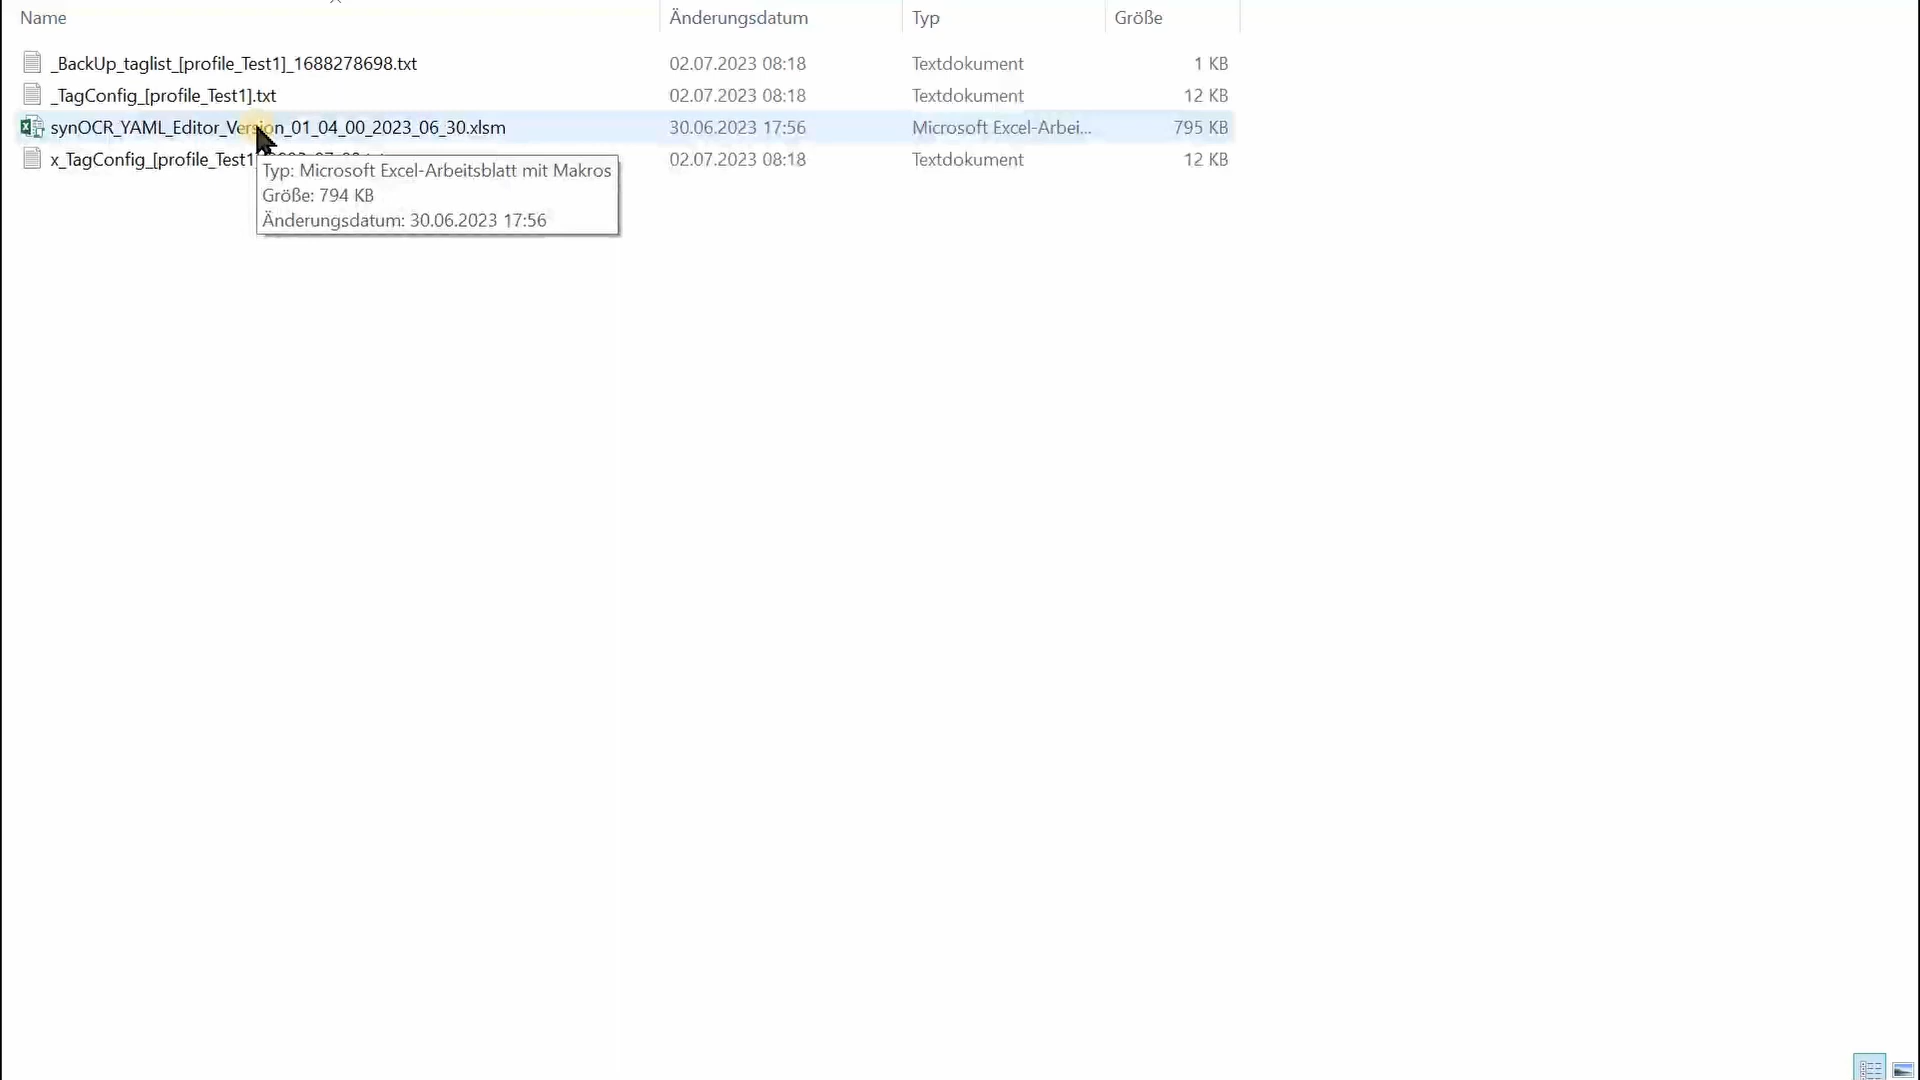 Name Änderungsdatum Typ Größe
_BackUp_taglist_[profile_Test1]_1688278698.txt 02.07.2023 08:18 Textdokument 1 KB
_TagConfig_[profile_Test1].txt 02.07.2023 08:18 Textdokument 12 KB
synOCR_YAML_Editor_Version_01_04_00_2023_06_30.xlsm 30.06.2023 17:56 Microsoft Excel-Arbei... 795 KB
x_TagConfig_[profile_Test1 02.07.2023 08:18 Textdokument 12 KB
Typ: Microsoft Excel-Arbeitsblatt mit Makros
Größe: 794 KB
Änderungsdatum: 30.06.2023 17:56